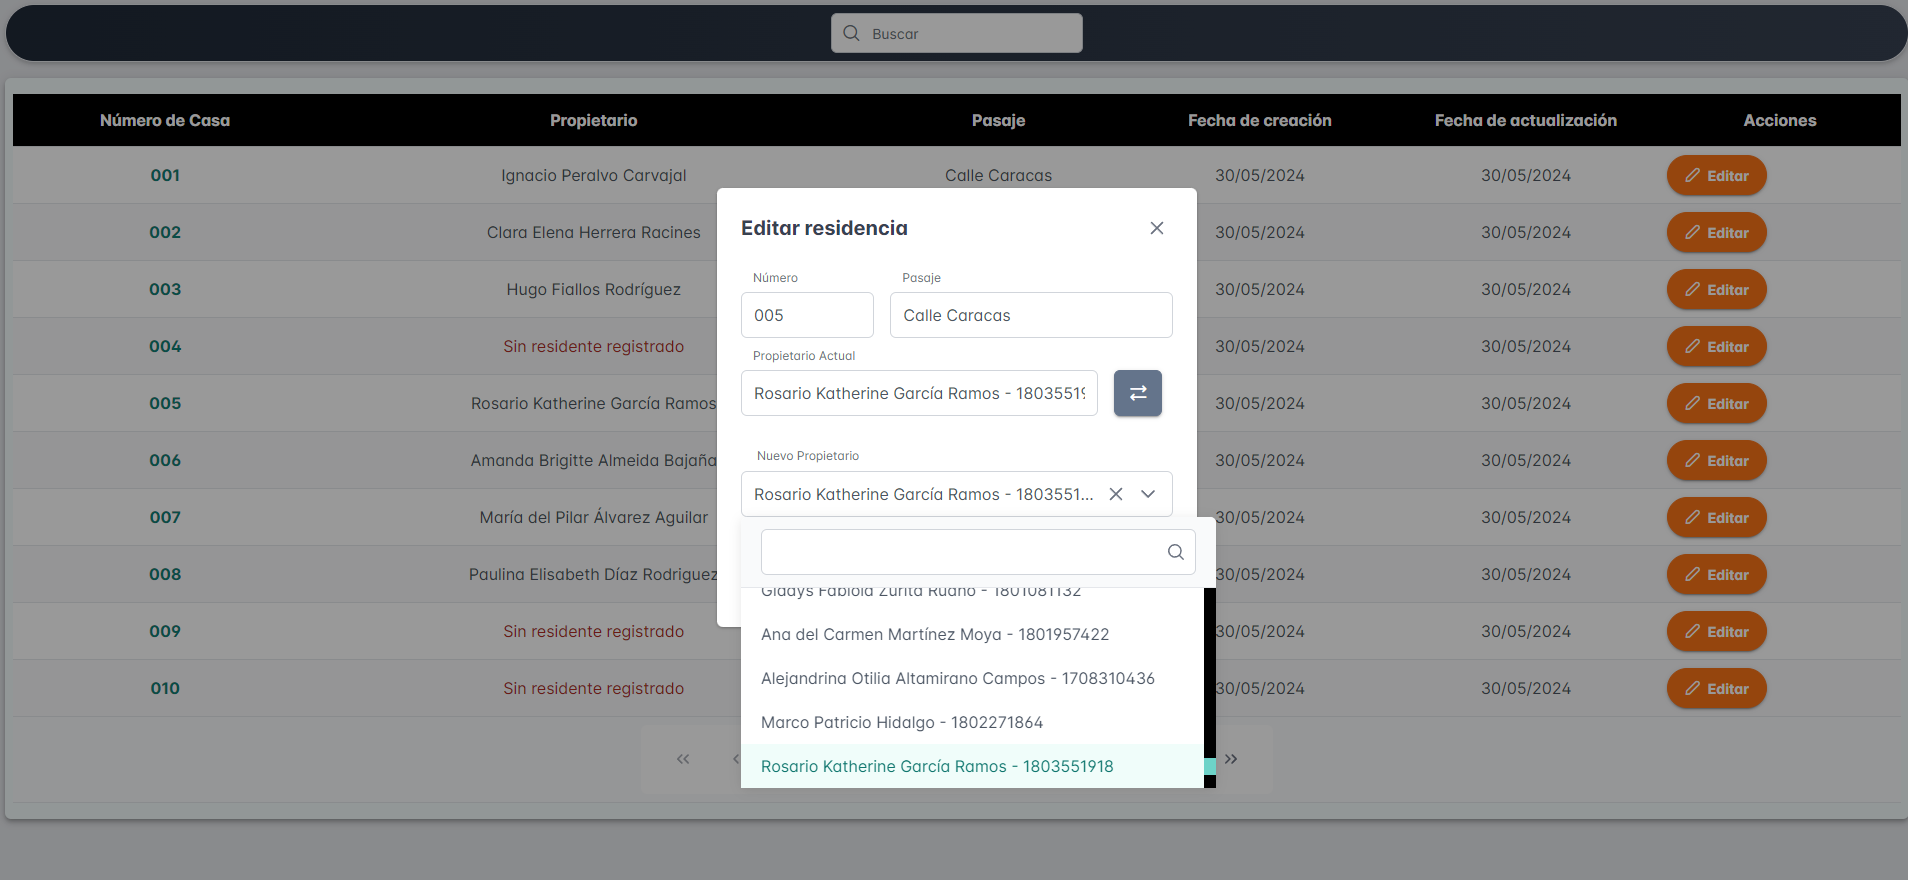 Buscar
Número de Casa Propietario Pasaje Fecha de creación Fecha de actualización Acciones
001 Ignacio Peralvo Carvajal Calle Caracas 30/05/2024 30/05/2024 Editar
002 Clara Elena Herrera Racines 30/05/2024 30/05/2024 Editar
003 Hugo Fiallos Rodríguez 30/05/2024 30/05/2024 Editar
004 Sin residente registrado 30/05/2024 30/05/2024 Editar
005 Rosario Katherine García Ramos 30/05/2024 30/05/2024 Editar
006 Amanda Brigitte Almeida Bajaña 30/05/2024 30/05/2024 Editar
007 María del Pilar Álvarez Aguilar 30/05/2024 30/05/2024 Editar
008 Paulina Elisabeth Díaz Rodriguez 30/05/2024 30/05/2024 Editar
009 Sin residente registrado 30/05/2024 30/05/2024 Editar
010 Sin residente registrado 30/05/2024 30/05/2024 Editar
Editar residencia
Número Pasaje
005 Calle Caracas
Propietario Actual
Rosario Katherine García Ramos - 18035519
Nuevo Propietario
Rosario Katherine García Ramos - 1803551...
Gladys Fabiola Zurita Ruano - 1801081132
Ana del Carmen Martínez Moya - 1801957422
Alejandrina Otilia Altamirano Campos - 1708310436
Marco Patricio Hidalgo - 1802271864
Rosario Katherine García Ramos - 1803551918